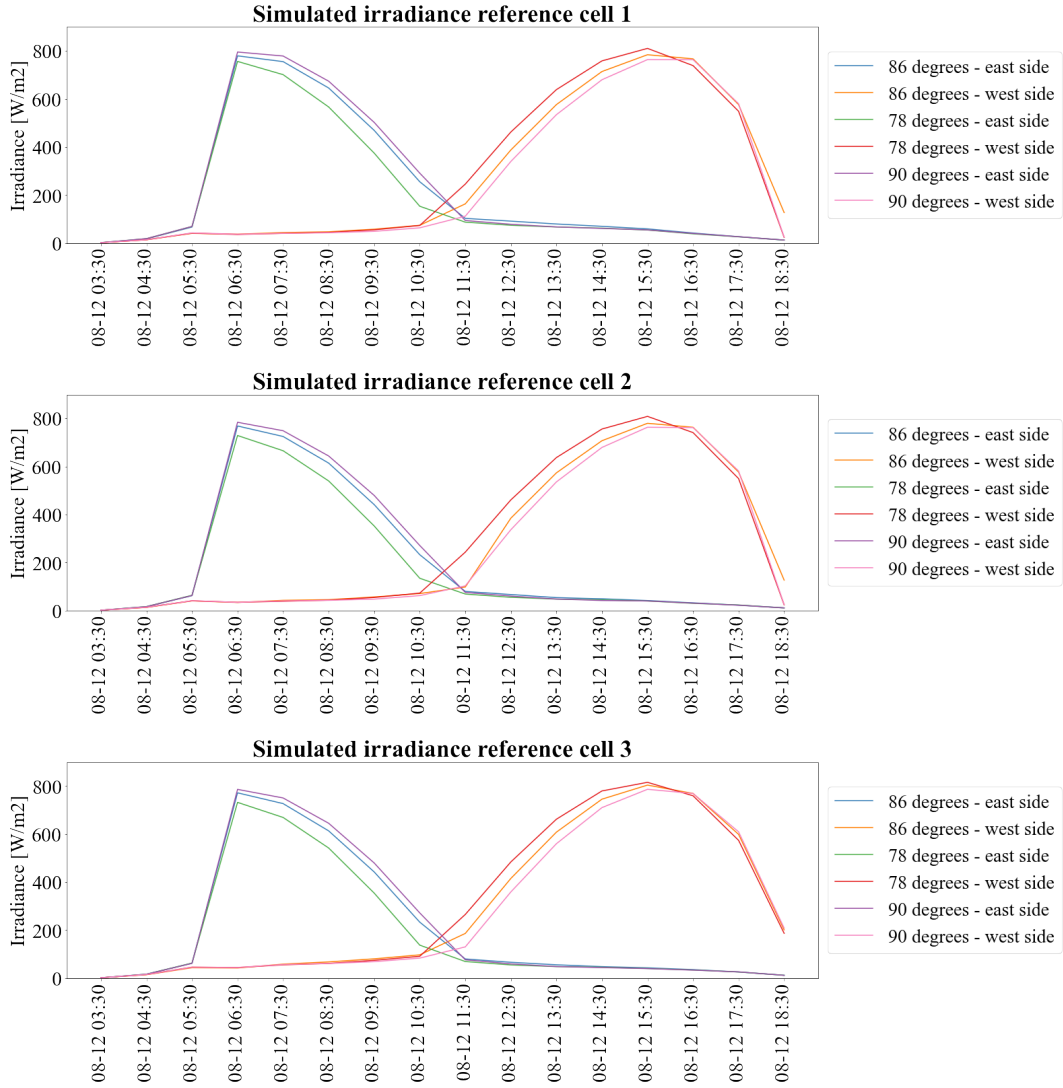 Simulated irradiance reference cell 1
Irradiance [W/m2]
800
600
400
200
0
08-12 03:30
08-12 04:30
08-12 05:30
08-12 06:30
08-12 07:30
08-12 08:30
08-12 09:30
08-12 10:30
08-12 11:30
08-12 12:30
08-12 13:30
08-12 14:30
08-12 15:30
08-12 16:30
08-12 17:30
08-12 18:30
86 degrees - east side
86 degrees - west side
78 degrees - east side
78 degrees - west side
90 degrees - east side
90 degrees - west side
Simulated irradiance reference cell 2
Irradiance [W/m2]
800
600
400
200
0
08-12 03:30
08-12 04:30
08-12 05:30
08-12 06:30
08-12 07:30
08-12 08:30
08-12 09:30
08-12 10:30
08-12 11:30
08-12 12:30
08-12 13:30
08-12 14:30
08-12 15:30
08-12 16:30
08-12 17:30
08-12 18:30
86 degrees - east side
86 degrees - west side
78 degrees - east side
78 degrees - west side
90 degrees - east side
90 degrees - west side
Simulated irradiance reference cell 3
Irradiance [W/m2]
800
600
400
200
0
08-12 03:30
08-12 04:30
08-12 05:30
08-12 06:30
08-12 07:30
08-12 08:30
08-12 09:30
08-12 10:30
08-12 11:30
08-12 12:30
08-12 13:30
08-12 14:30
08-12 15:30
08-12 16:30
08-12 17:30
08-12 18:30
86 degrees - east side
86 degrees - west side
78 degrees - east side
78 degrees - west side
90 degrees - east side
90 degrees - west side